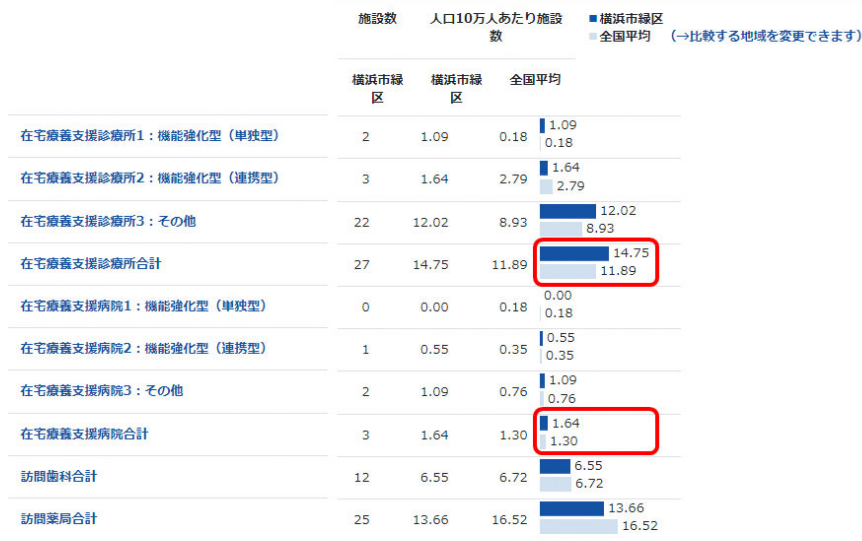 施設数 人口10万人あたり施設 ■横浜市緑区
数 ■全国平均 (→比較する地域を変更できます)
横浜市緑 横浜市緑 全国平均
区 区
在宅療養支援診療所1:機能強化型(単独型) 2 1.09 0.18 1.09
0.18
在宅療養支援診療所2:機能強化型(連携型) 3 1.64 2.79 1.64
2.79
在宅療養支援診療所3:その他 22 12.02 8.93 12.02
8.93
在宅療養支援診療所合計 27 14.75 11.89 14.75
11.89
在宅療養支援病院1:機能強化型(単独型) 0 0.00 0.18 0.00
0.18
在宅療養支援病院2:機能強化型(連携型) 1 0.55 0.35 0.55
0.35
在宅療養支援病院3:その他 2 1.09 0.76 1.09
0.76
在宅療養支援病院合計 3 1.64 1.30 1.64
1.30
訪問歯科合計 12 6.55 6.72 6.55
6.72
訪問薬局合計 25 13.66 16.52 13.66
16.52